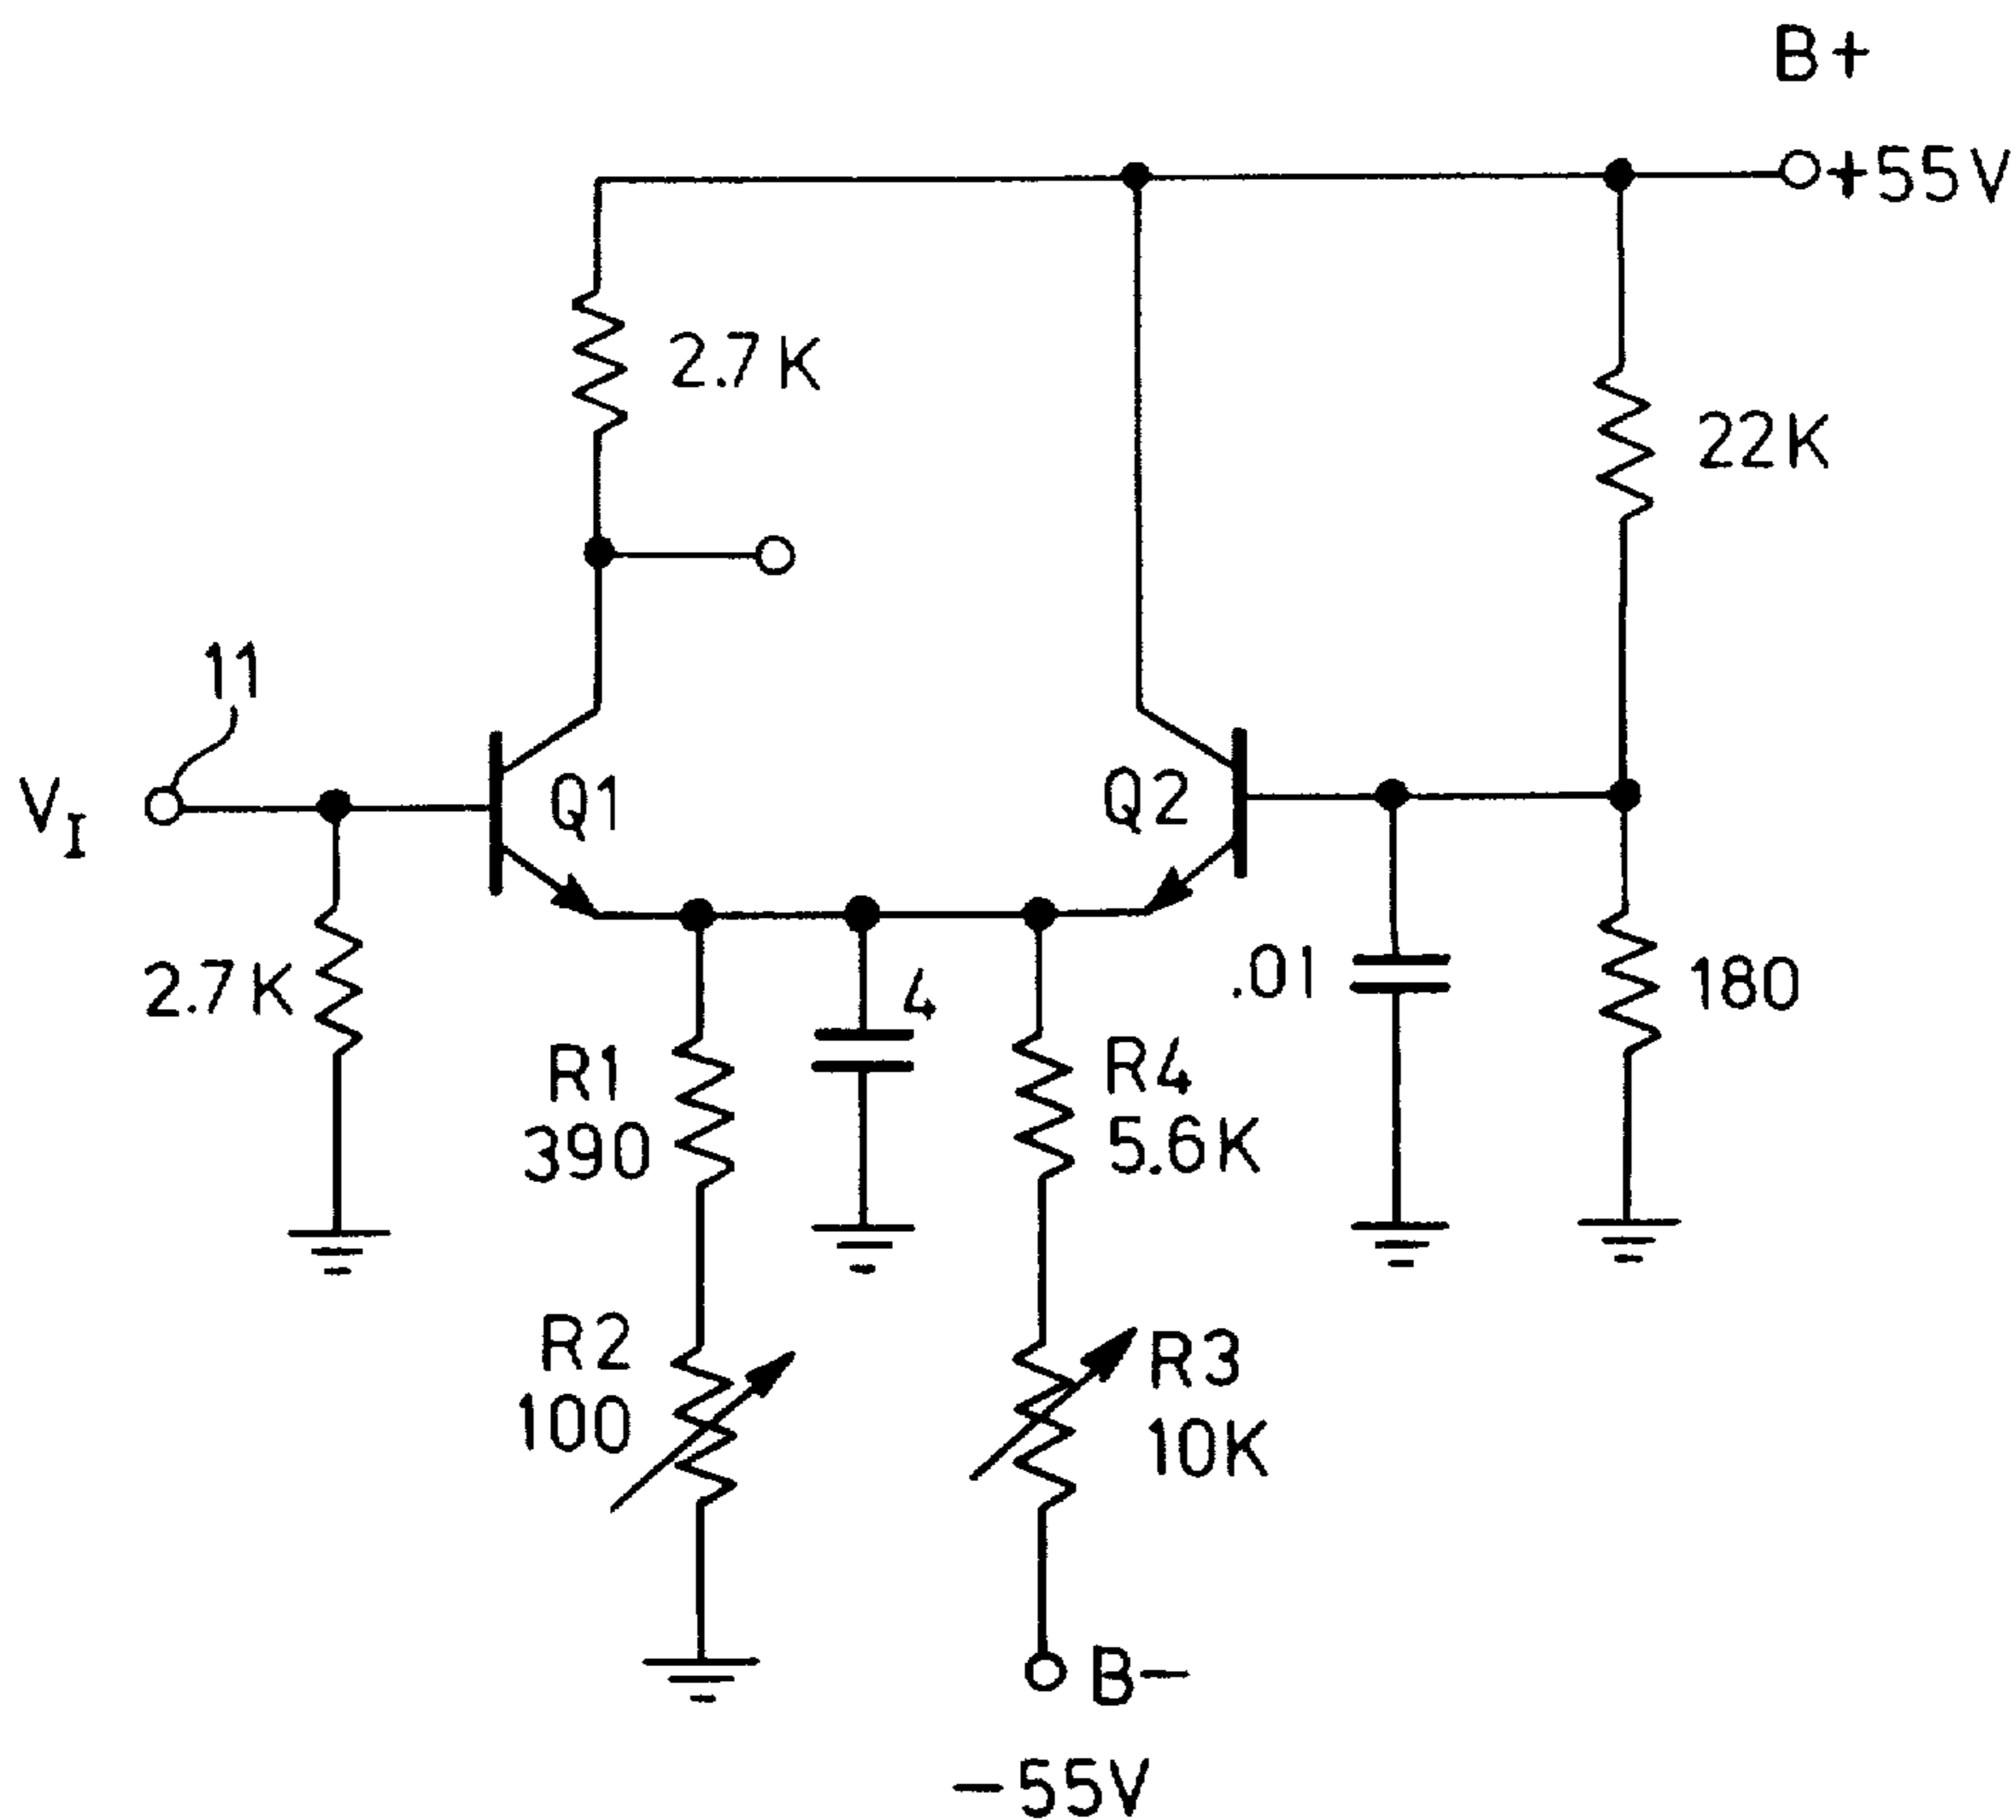 B+
+55V
2.7K
22K
11
VI
Q1
Q2
2.7K
.01
180
4
R1
390
R4
5.6K
R2
100
R3
10K
B−
−55V